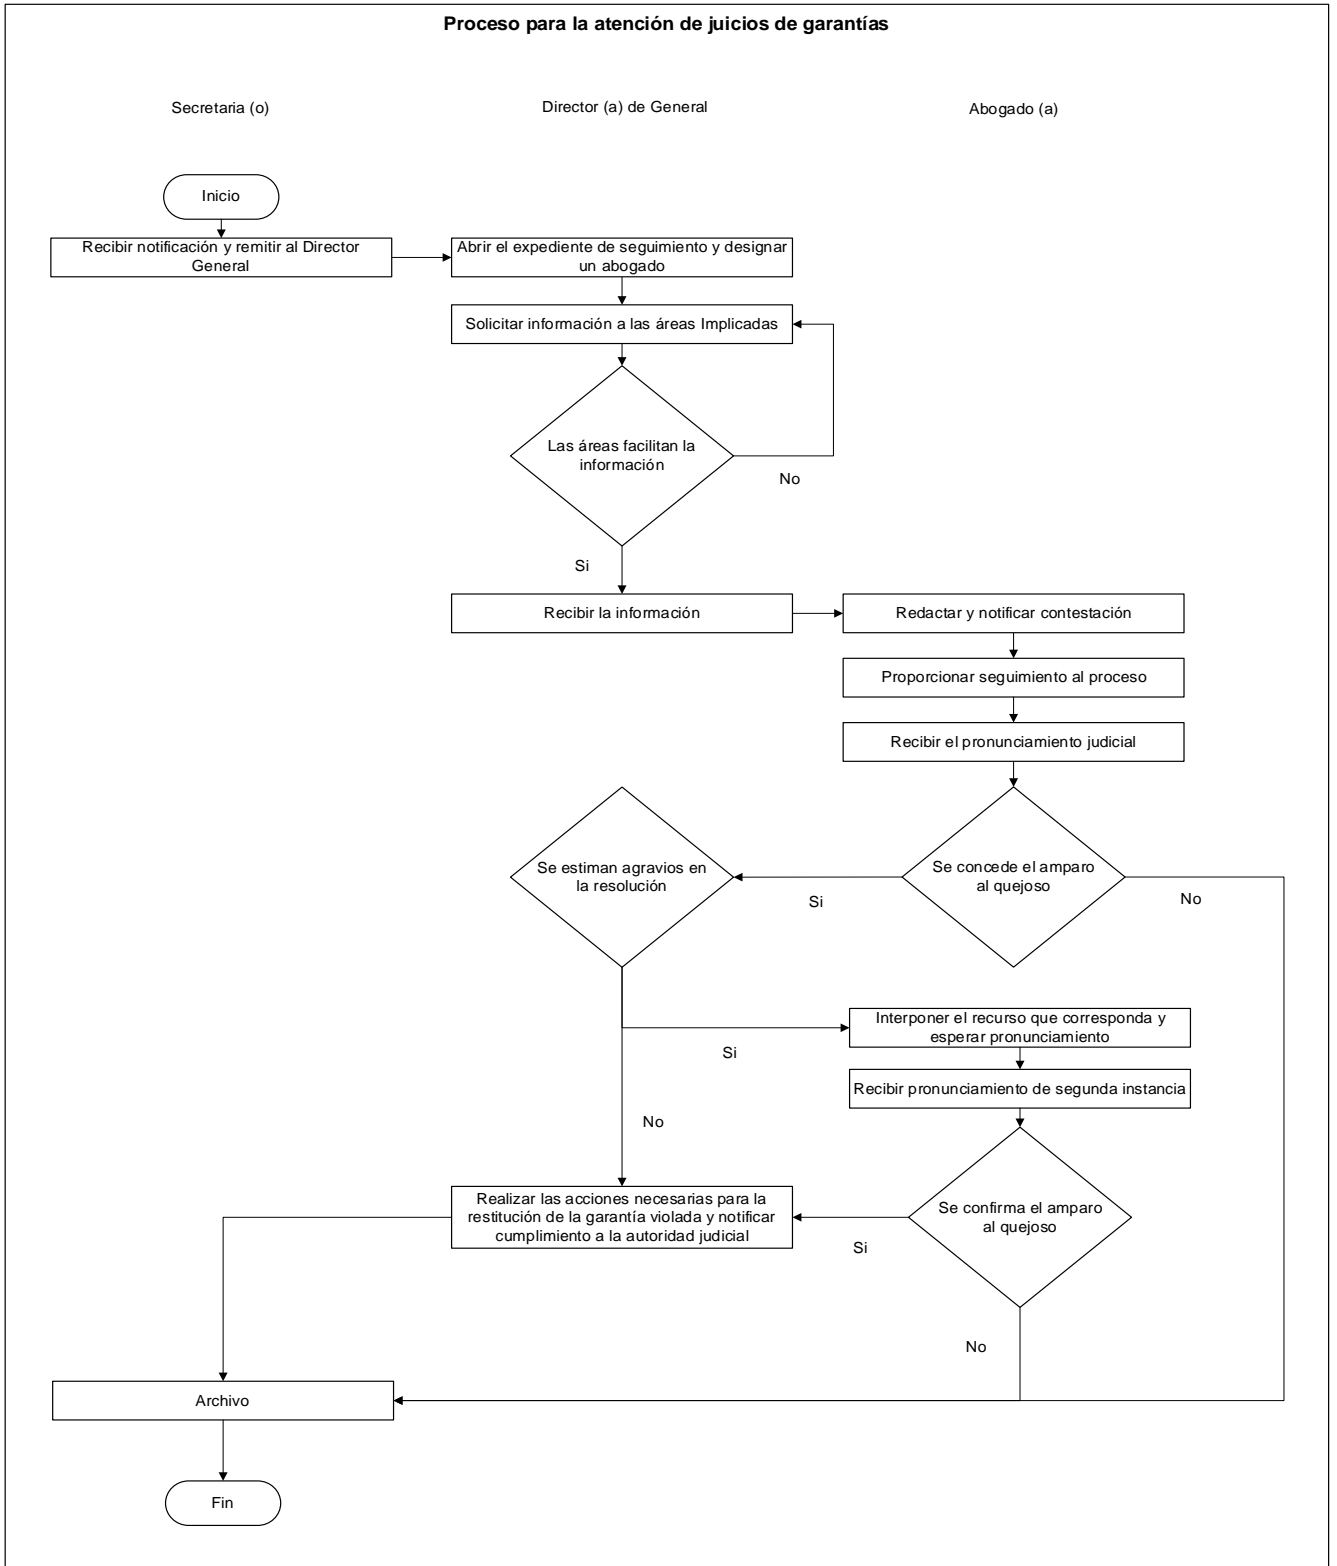 Proceso para la atención de juicios de garantías
Secretaria (o)
Director (a) de General
Abogado (a)
Inicio
Recibir notificación y remitir al Director
General
Abrir el expediente de seguimiento y designar
un abogado
Solicitar información a las áreas Implicadas
Las áreas facilitan la
información
No
Si
Recibir la información
Redactar y notificar contestación
Proporcionar seguimiento al proceso
Recibir el pronunciamiento judicial
Se concede el amparo
al quejoso
Si
No
Se estiman agravios en
la resolución
Si
No
Interponer el recurso que corresponda y
esperar pronunciamiento
Recibir pronunciamiento de segunda instancia
Se confirma el amparo
al quejoso
Si
No
Realizar las acciones necesarias para la
restitución de la garantía violada y notificar
cumplimiento a la autoridad judicial
Archivo
Fin